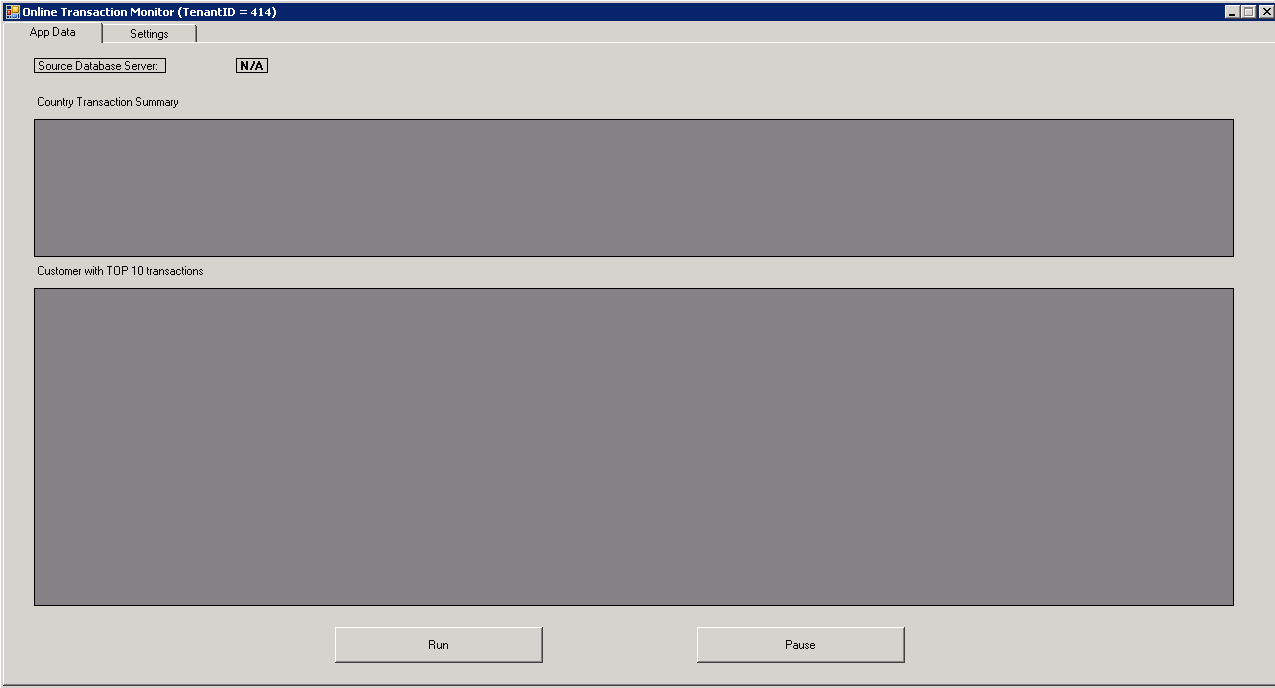 Online Transaction Monitor (TenantID = 414)
App Data
Settings
Source Database Server:
N/A
Country Transaction Summary
Customer with TOP 10 transactions
Run
Pause